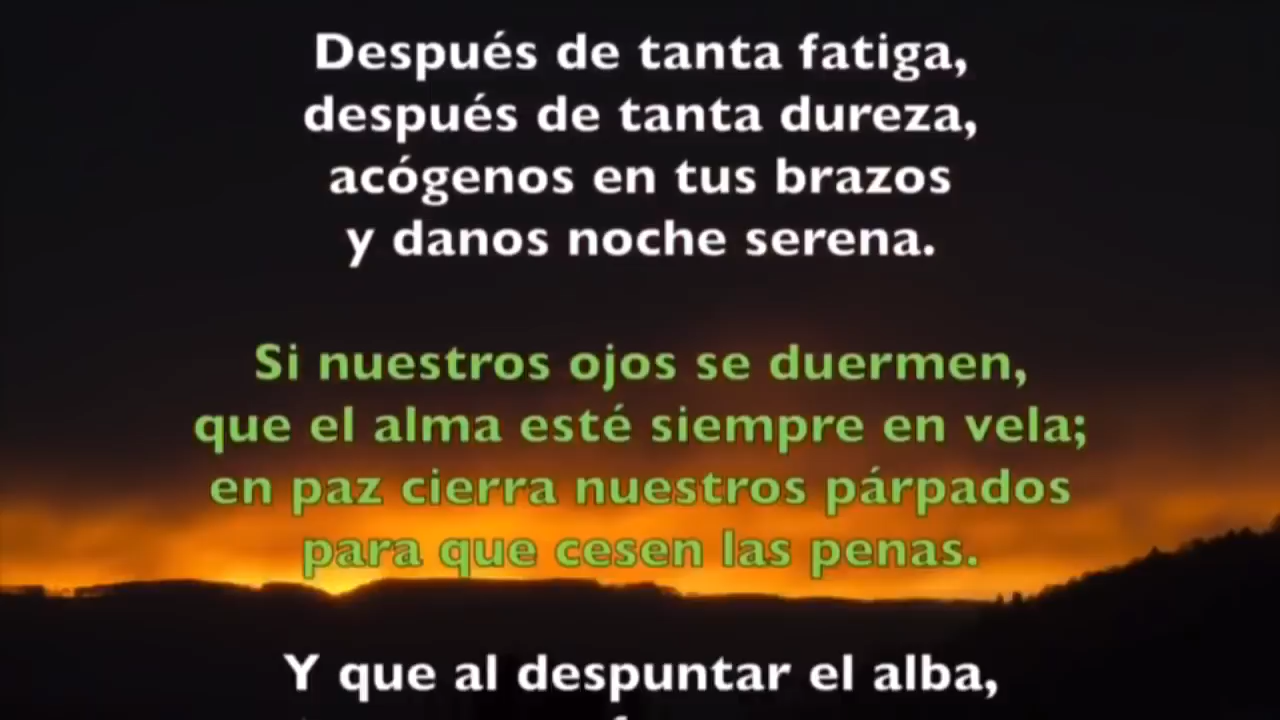 Después de tanta fatiga,
después de tanta dureza,
acógenos en tus brazos
y danos noche serena.
Si nuestros ojos se duermen,
que el alma esté siempre en vela;
en paz cierra nuestros párpados
para que cesen las penas.
Y que al despuntar el alba,